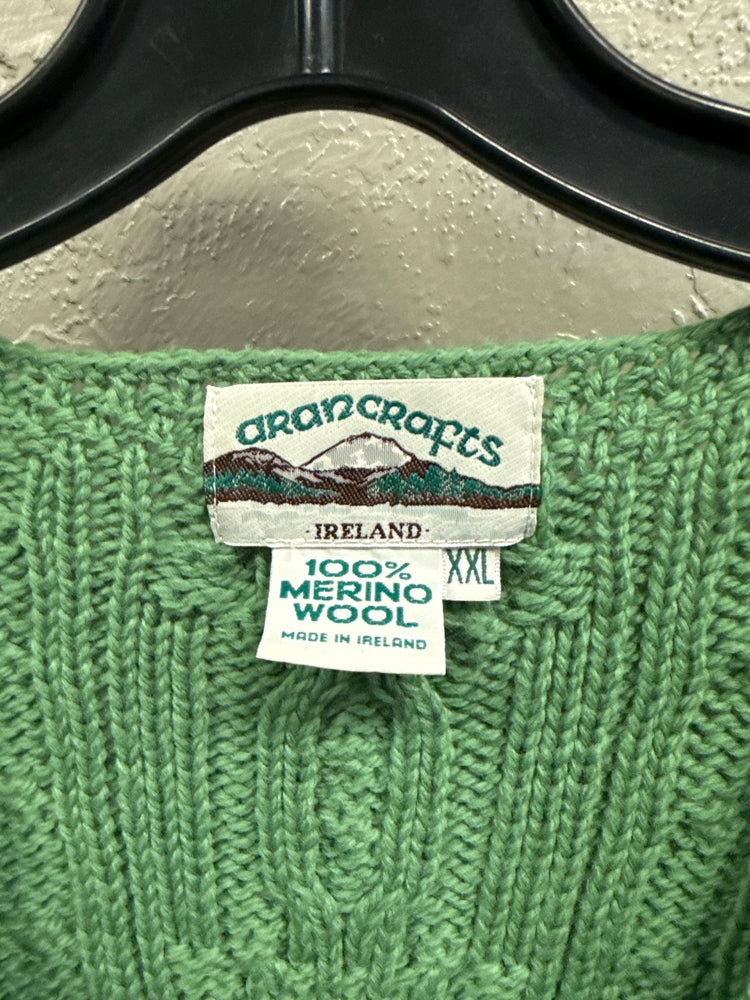 arancrafts
·IRELAND·
XXL
100%
MERINO
WOOL
MADE IN IRELAND